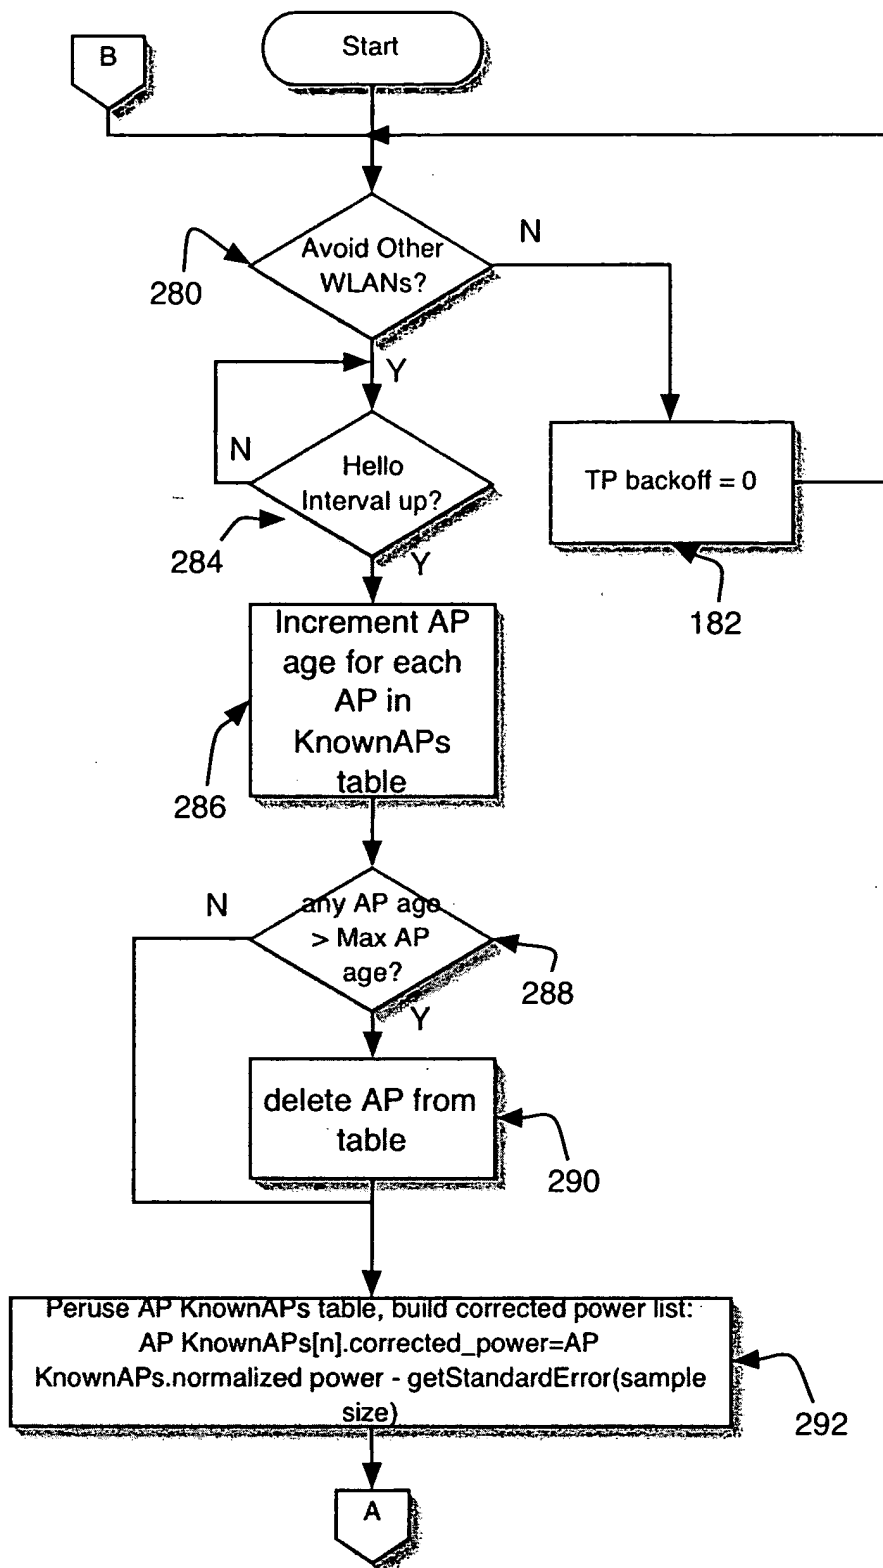 B
Start
Avoid Other
WLANs?
N
280
Y
N
Hello
Interval up?
TP backoff = 0
284
Y
182
Increment AP
age for each
AP in
KnownAPs
table
286
N
any AP age
> Max AP
age?
288
Y
delete AP from
table
290
Peruse AP KnownAPs table, build corrected power list:
AP KnownAPs[n].corrected_power=AP
KnownAPs.normalized power - getStandardError(sample
size)
292
A